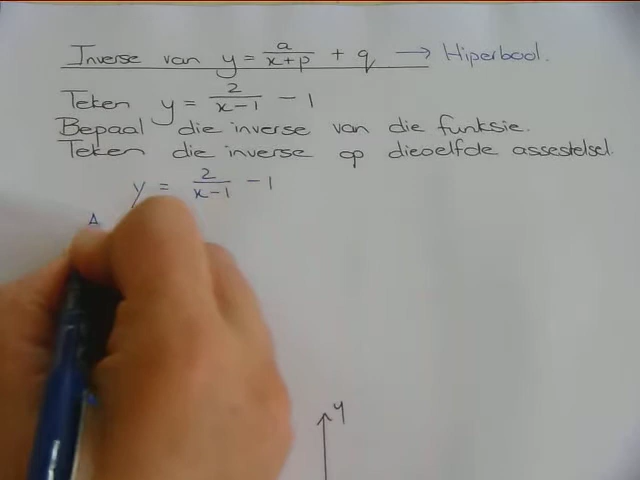 Inverse van y = a/(x+p) + q → Hiperbool.
Teken y = 2/(x-1) - 1
Bepaal die inverse van die funksie.
Teken die inverse op dieselfde assestelsel.
y = 2/(x-1) - 1
A
y